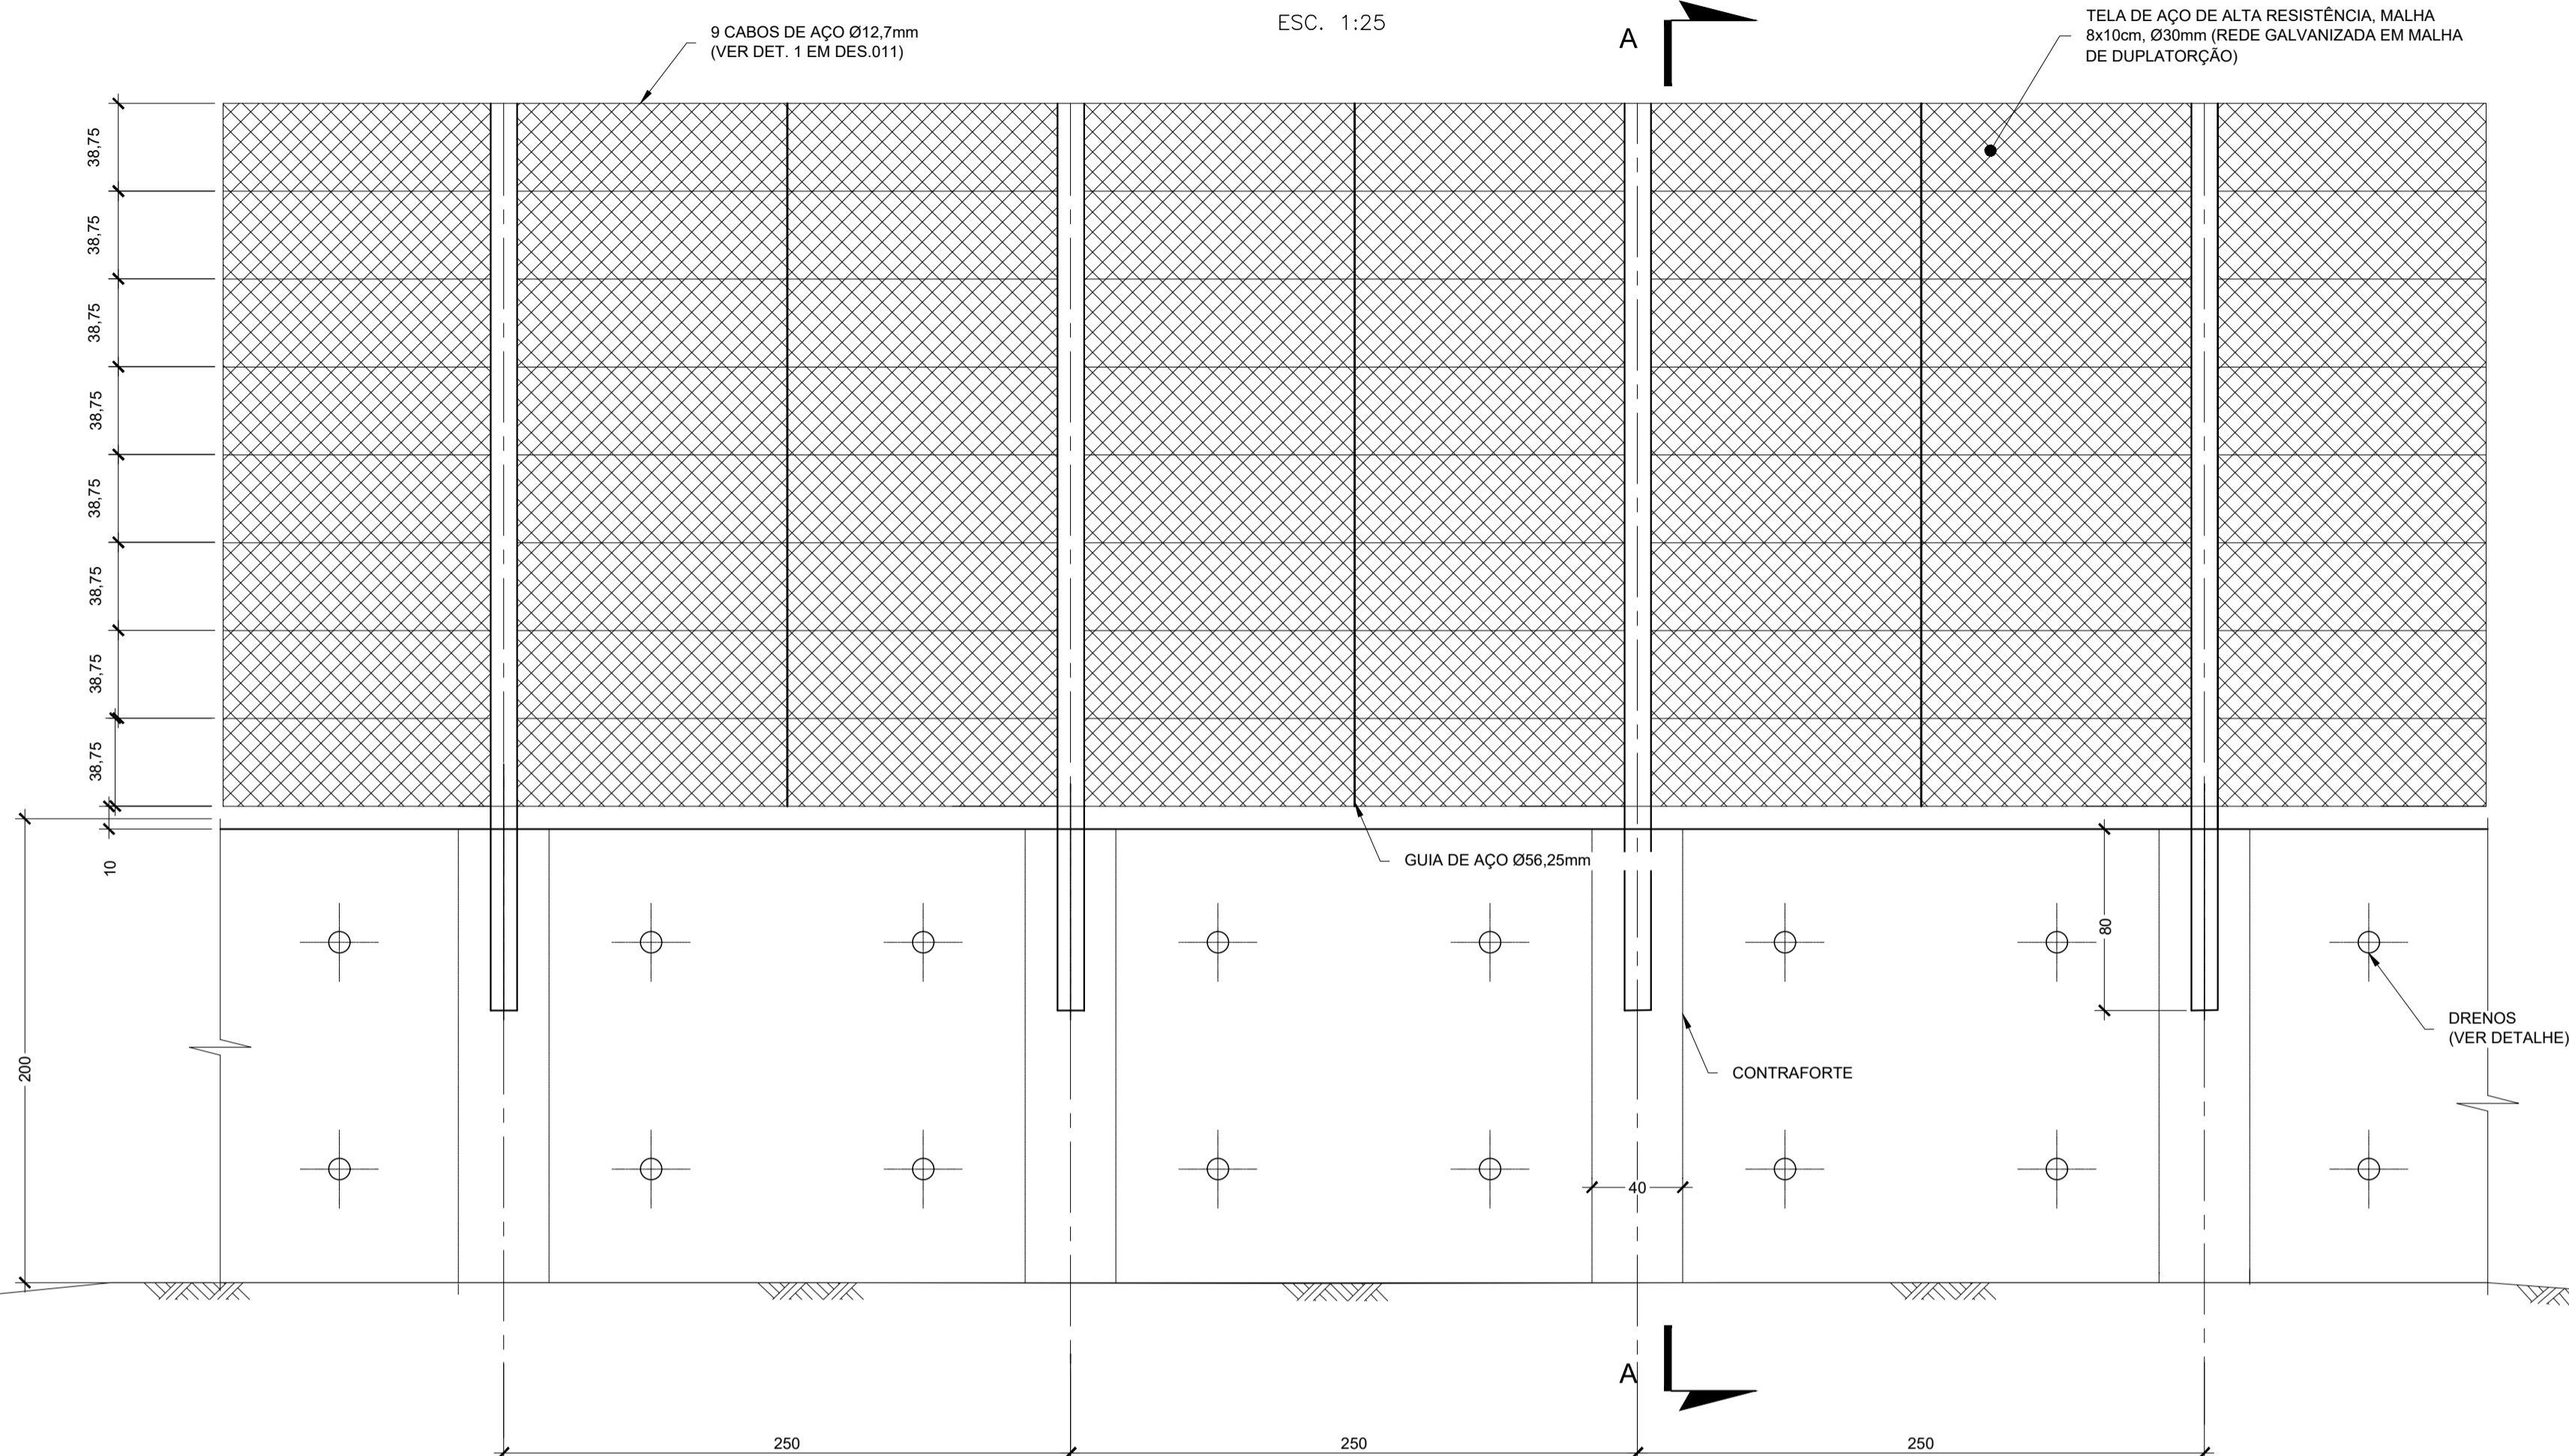 ESC. 1:25
9 CABOS DE AÇO Ø12,7mm
(VER DET. 1 EM DES.011)
A
TELA DE AÇO DE ALTA RESISTÊNCIA, MALHA
8x10cm, Ø30mm (REDE GALVANIZADA EM MALHA
DE DUPLATORÇÃO)
38,75
38,75
38,75
38,75
38,75
38,75
38,75
38,75
10
200
GUIA DE AÇO Ø56,25mm
80
DRENOS
(VER DETALHE)
CONTRAFORTE
40
A
250
250
250